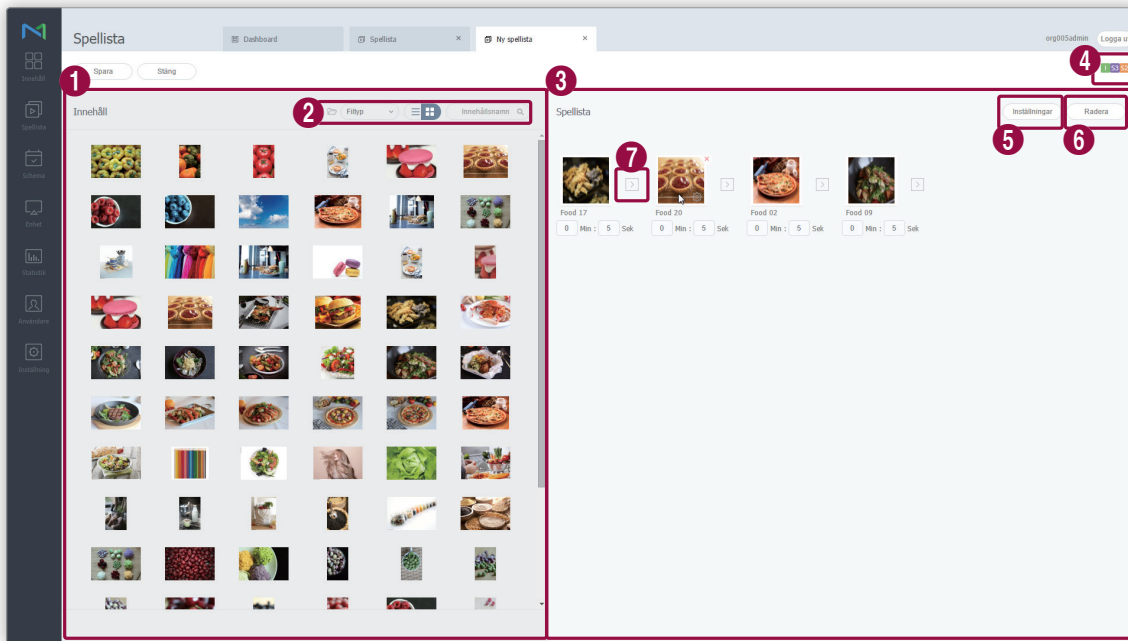 Spellista
Dashboard
Spellista ×
Ny spellista ×
org005admin
Logga u
Spara
Stäng
Innehåll
Spellista
Schema
Enhet
Statistik
Användare
Inställning
1
2
3
4
5
6
7
I S3 S2
Innehåll
Filtyp
Innehållsnamn
Spellista
Inställningar
Radera
Food 17
Food 20
Food 02
Food 09
0 Min : 5 Sek
0 Min : 5 Sek
0 Min : 5 Sek
0 Min : 5 Sek